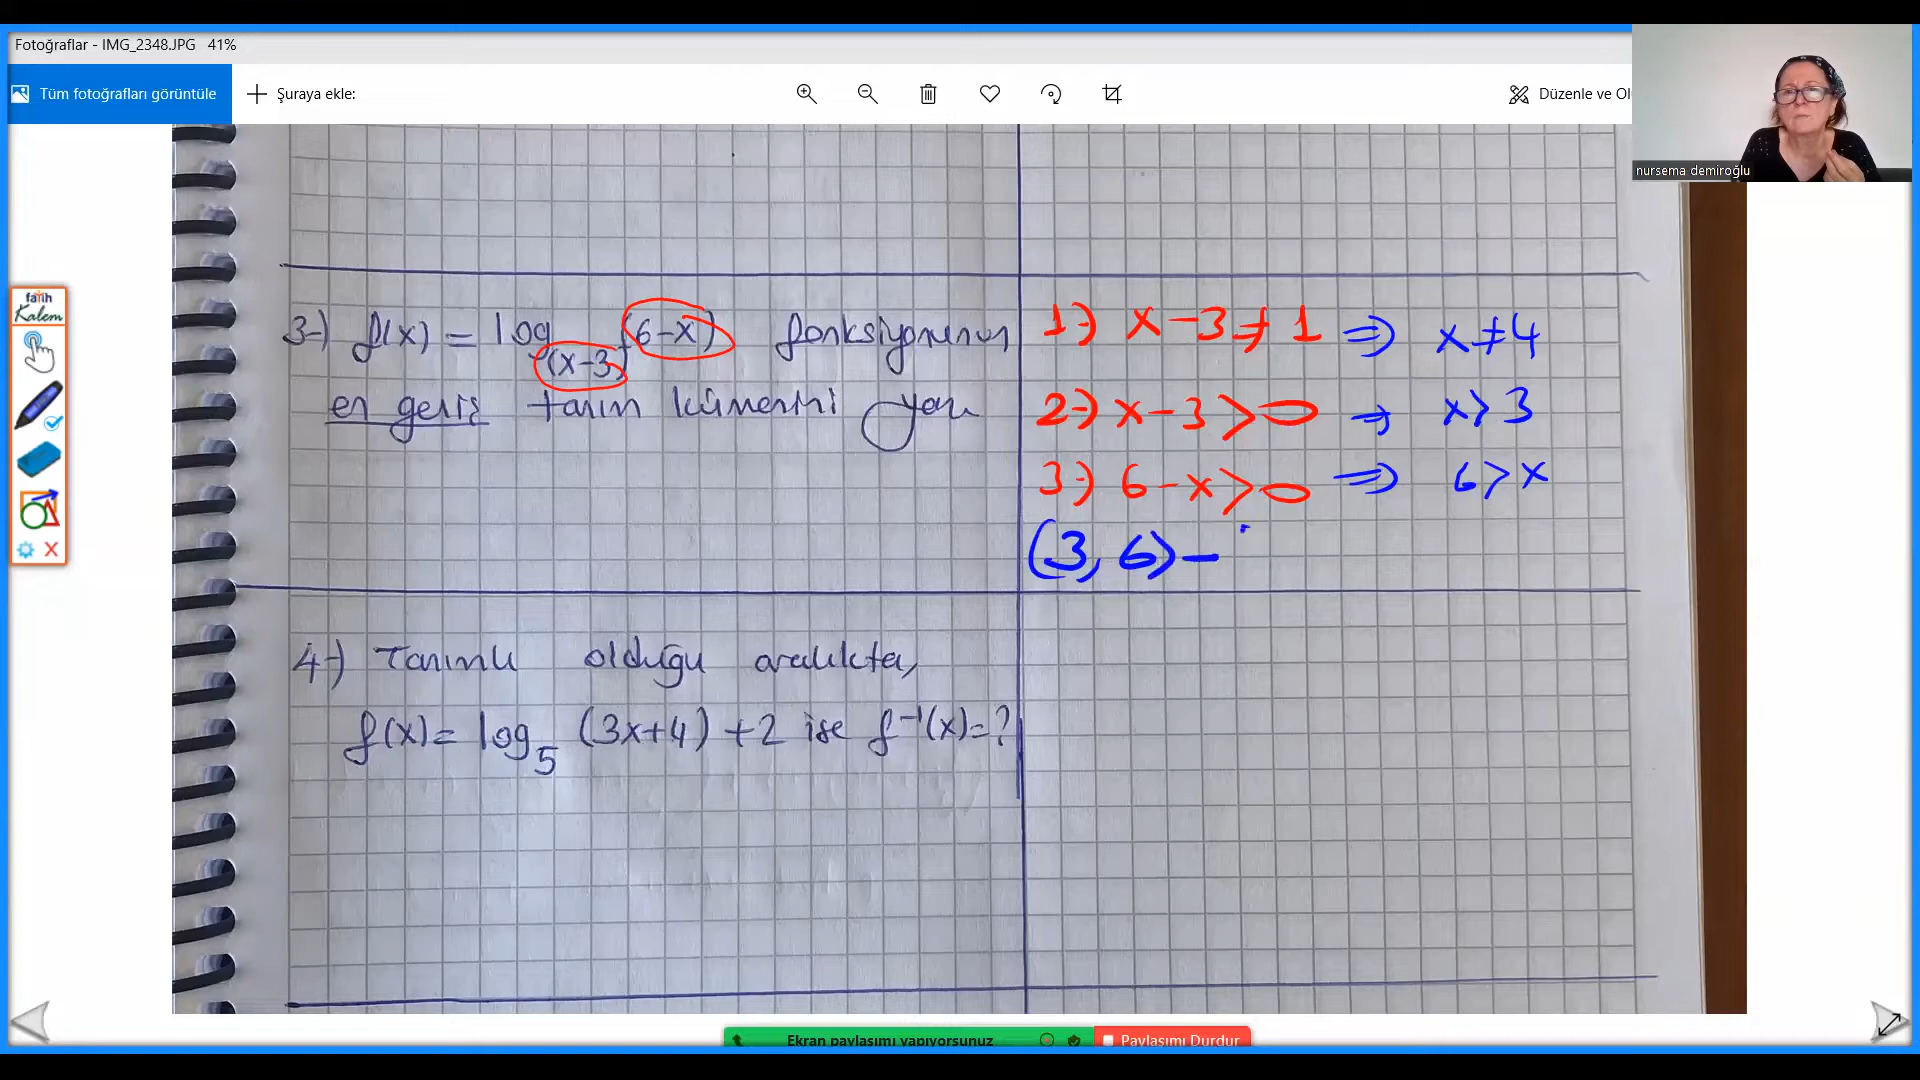 Fotoğraflar - IMG_2348.JPG 41%
Tüm fotoğrafları görüntüle
Şuraya ekle:
Düzenle ve Ol
nursema demiroğlu
fatih
Kalem
3-) f(x) = log(x-3) (6-x) fonksiyonunun
en geniş tanım kümesini
1-) x-3≠1 ⇒ x≠4
2-) x-3>0 → x>3
3-) 6-x>0 ⇒ 6>x
(3, 6) -
4-) Tanımlı olduğu aralıkta,
f(x) = log₅ (3x+4) +2 ise f⁻¹(x)=?
Ekran paylaşımı yapıyorsunuz
Paylaşımı Durdur